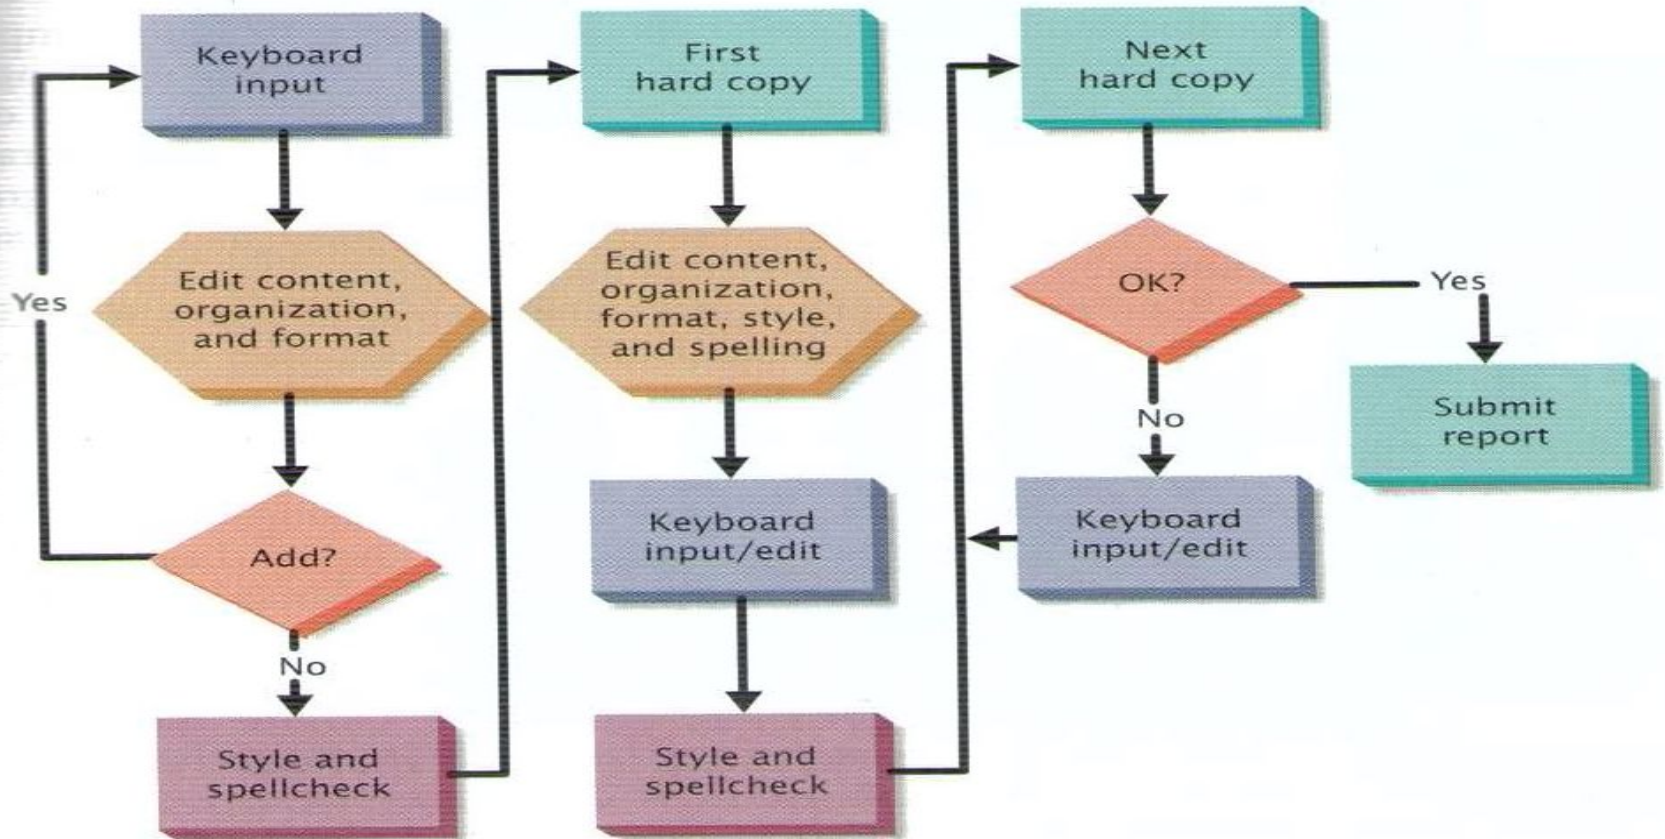 Keyboard
input
Edit content,
organization,
and format
Yes
Add?
No
Style and
spellcheck
First
hard copy
Edit content,
organization,
format, style,
and spelling
Keyboard
input/edit
Style and
spellcheck
Next
hard copy
OK?
Yes
No
Submit
report
Keyboard
input/edit